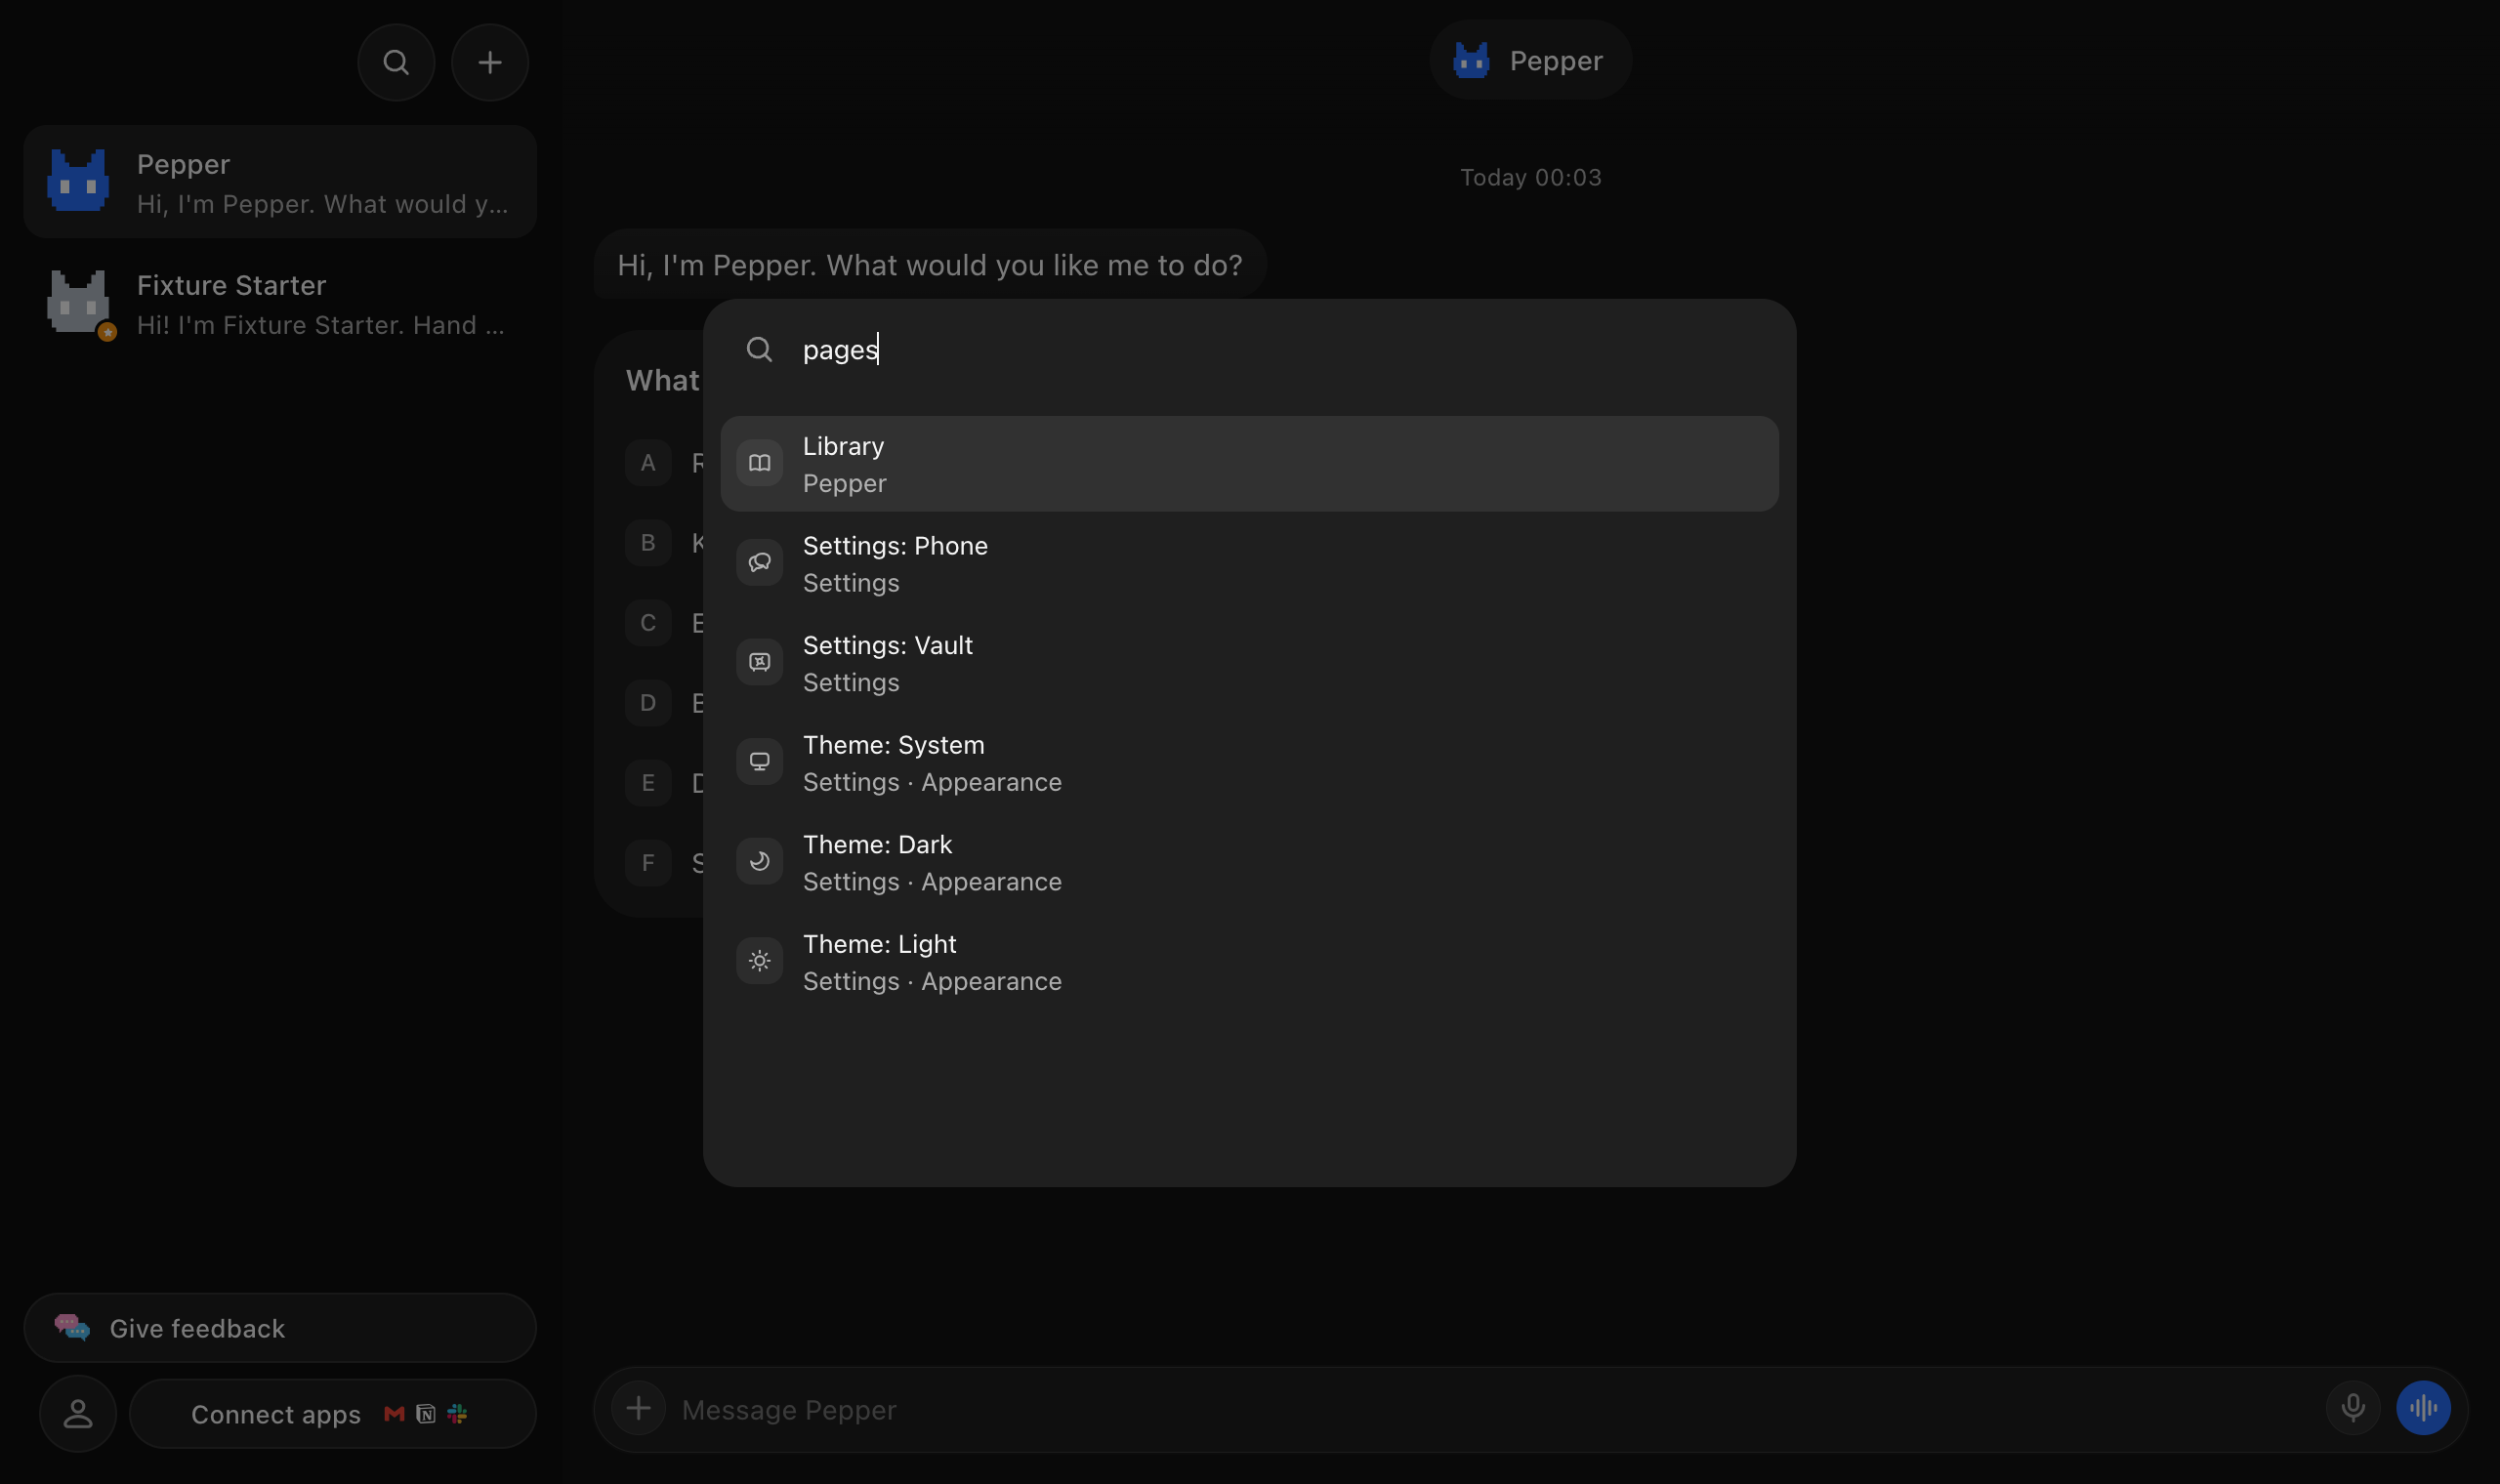 Pepper
Hi, I'm Pepper. What would y...
Fixture Starter
Hi! I'm Fixture Starter. Hand ...
Give feedback
Connect apps
Pepper
Today 00:03
Hi, I'm Pepper. What would you like me to do?
What
A
B
C
D
E
F
pages
Library
Pepper
Settings: Phone
Settings
Settings: Vault
Settings
Theme: System
Settings · Appearance
Theme: Dark
Settings · Appearance
Theme: Light
Settings · Appearance
Message Pepper